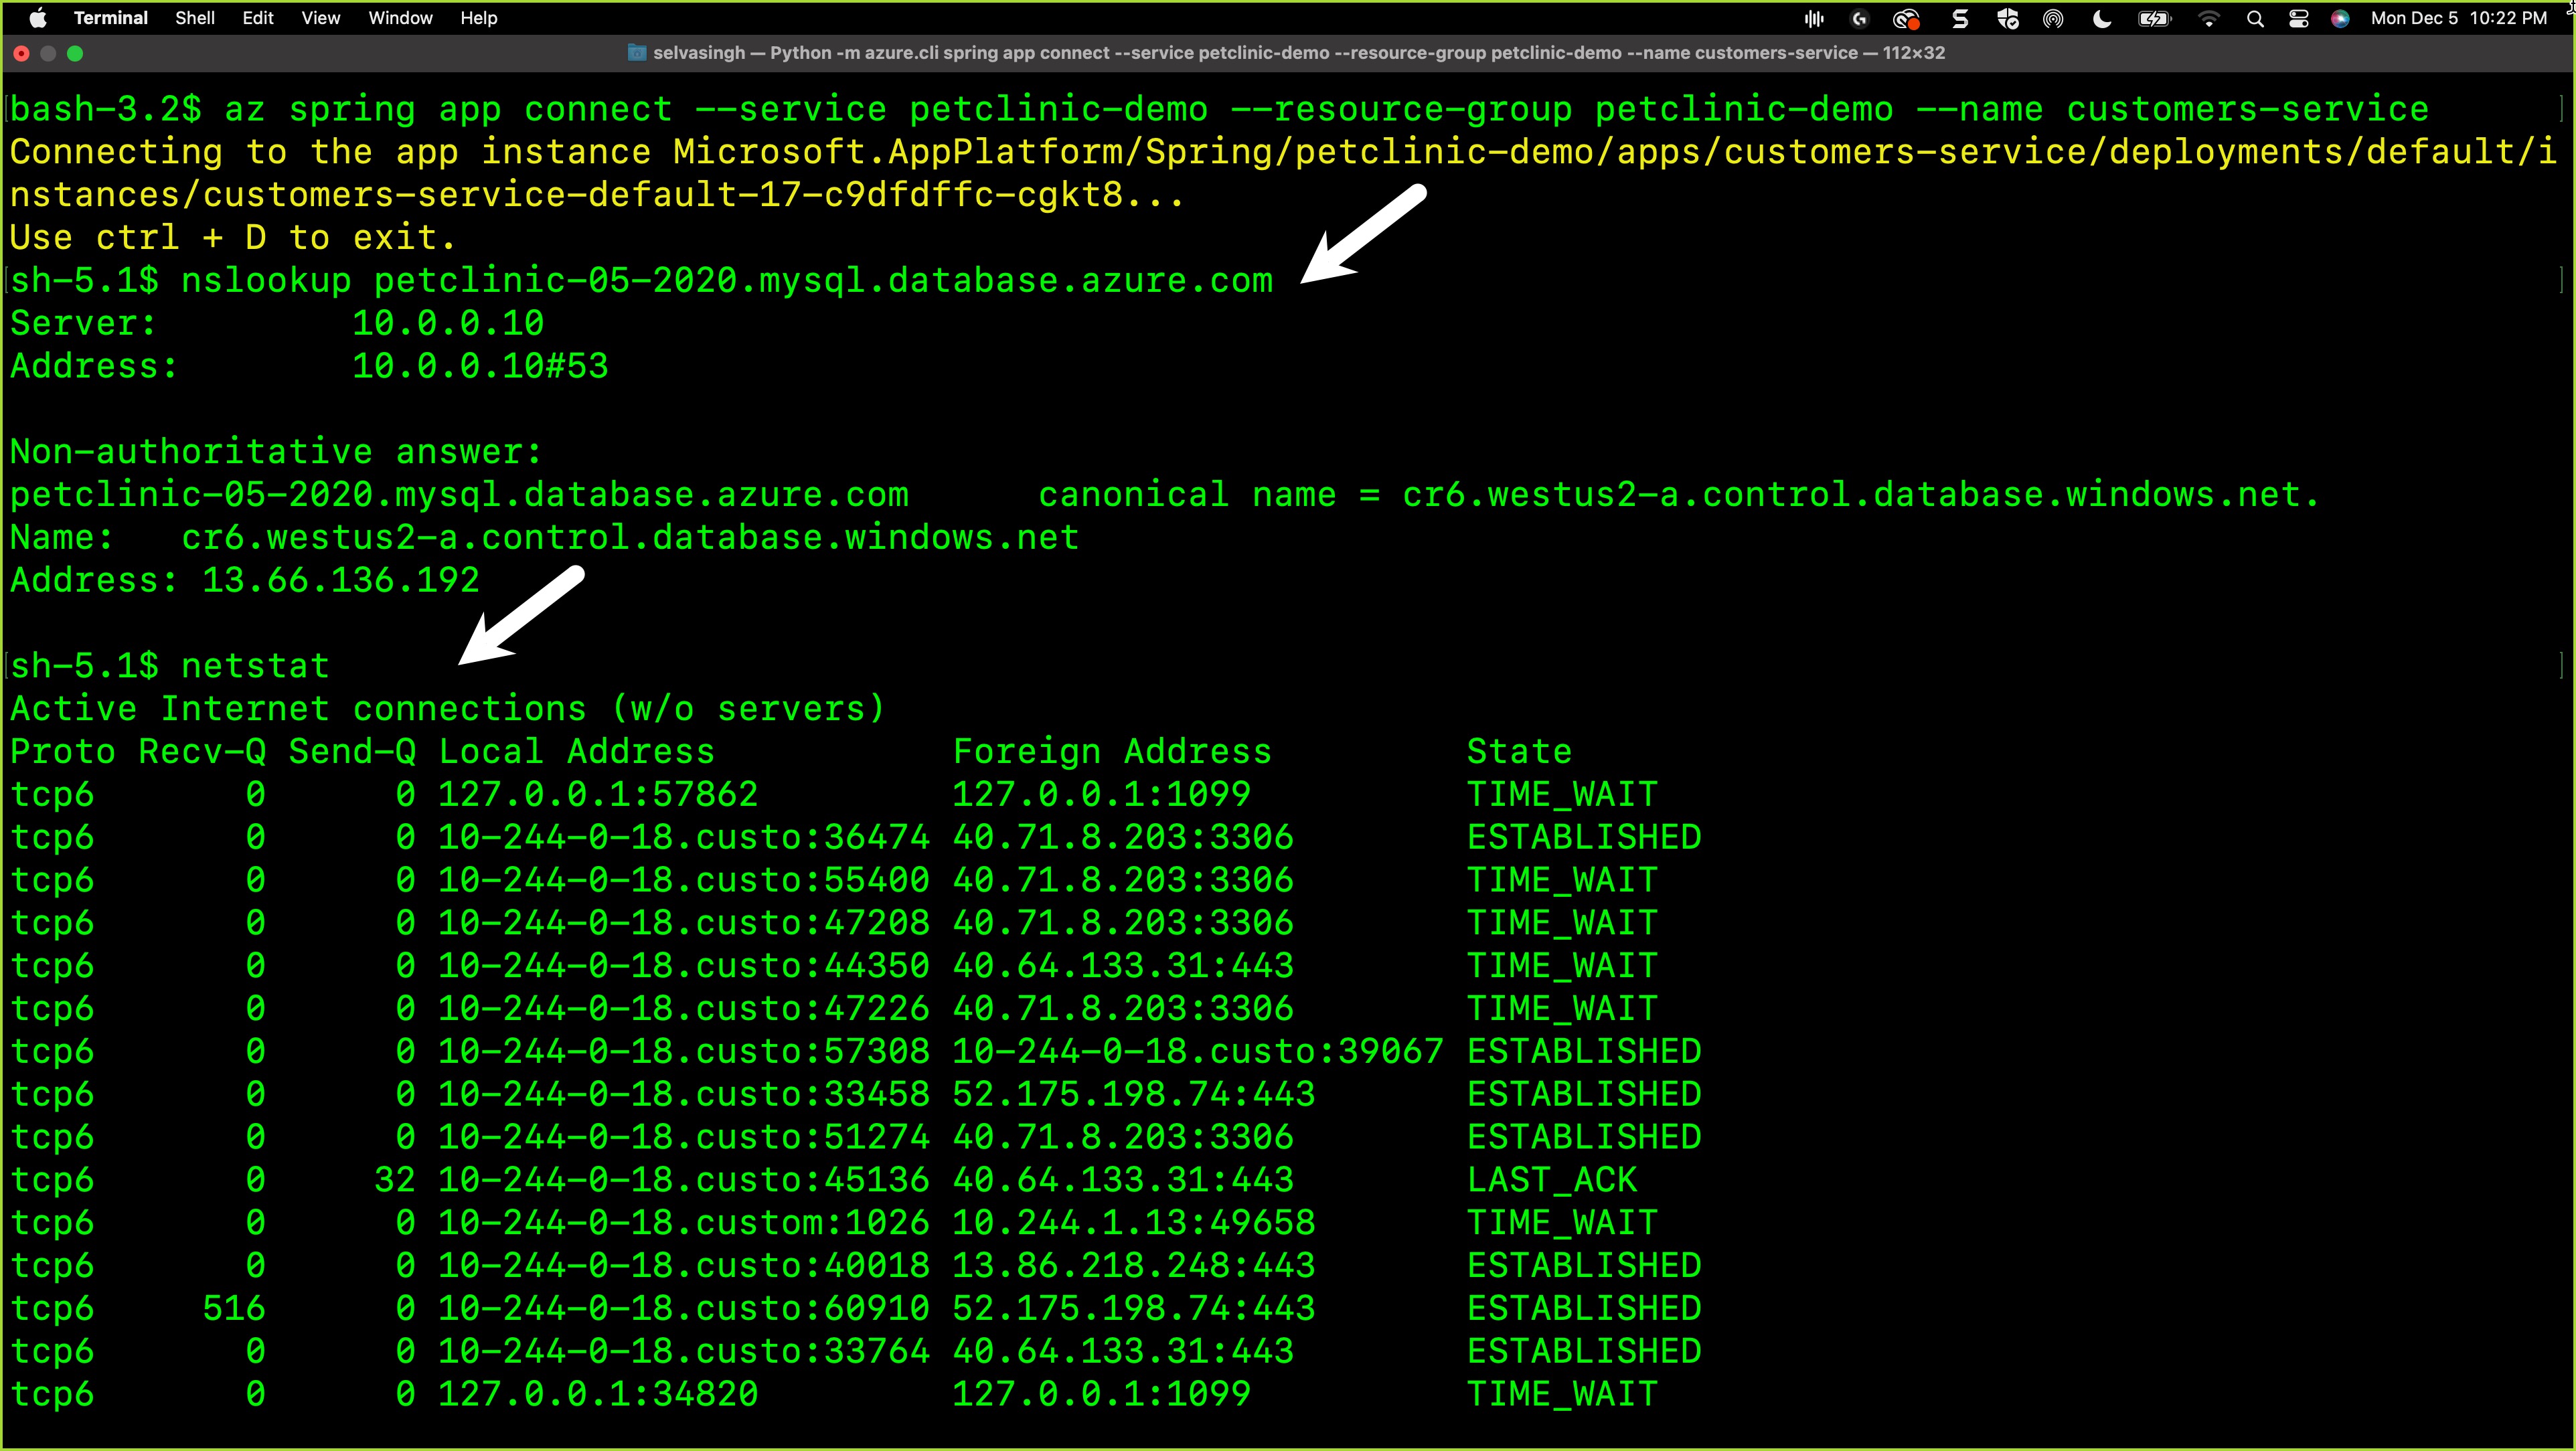 Terminal Shell Edit View Window Help Mon Dec 5 10:22 PM
selvasingh — Python -m azure.cli spring app connect --service petclinic-demo --resource-group petclinic-demo --name customers-service — 112×32
bash-3.2$ az spring app connect --service petclinic-demo --resource-group petclinic-demo --name customers-service
Connecting to the app instance Microsoft.AppPlatform/Spring/petclinic-demo/apps/customers-service/deployments/default/i
nstances/customers-service-default-17-c9dfdffc-cgkt8...
Use ctrl + D to exit.
sh-5.1$ nslookup petclinic-05-2020.mysql.database.azure.com
Server:         10.0.0.10
Address:        10.0.0.10#53
Non-authoritative answer:
petclinic-05-2020.mysql.database.azure.com      canonical name = cr6.westus2-a.control.database.windows.net.
Name:   cr6.westus2-a.control.database.windows.net
Address: 13.66.136.192
sh-5.1$ netstat
Active Internet connections (w/o servers)
Proto Recv-Q Send-Q Local Address           Foreign Address         State
tcp6       0      0 127.0.0.1:57862         127.0.0.1:1099          TIME_WAIT
tcp6       0      0 10-244-0-18.custo:36474 40.71.8.203:3306        ESTABLISHED
tcp6       0      0 10-244-0-18.custo:55400 40.71.8.203:3306        TIME_WAIT
tcp6       0      0 10-244-0-18.custo:47208 40.71.8.203:3306        TIME_WAIT
tcp6       0      0 10-244-0-18.custo:44350 40.64.133.31:443        TIME_WAIT
tcp6       0      0 10-244-0-18.custo:47226 40.71.8.203:3306        TIME_WAIT
tcp6       0      0 10-244-0-18.custo:57308 10-244-0-18.custo:39067 ESTABLISHED
tcp6       0      0 10-244-0-18.custo:33458 52.175.198.74:443       ESTABLISHED
tcp6       0      0 10-244-0-18.custo:51274 40.71.8.203:3306        ESTABLISHED
tcp6       0     32 10-244-0-18.custo:45136 40.64.133.31:443        LAST_ACK
tcp6       0      0 10-244-0-18.custom:1026 10.244.1.13:49658       TIME_WAIT
tcp6       0      0 10-244-0-18.custo:40018 13.86.218.248:443       ESTABLISHED
tcp6     516      0 10-244-0-18.custo:60910 52.175.198.74:443       ESTABLISHED
tcp6       0      0 10-244-0-18.custo:33764 40.64.133.31:443        ESTABLISHED
tcp6       0      0 127.0.0.1:34820         127.0.0.1:1099          TIME_WAIT